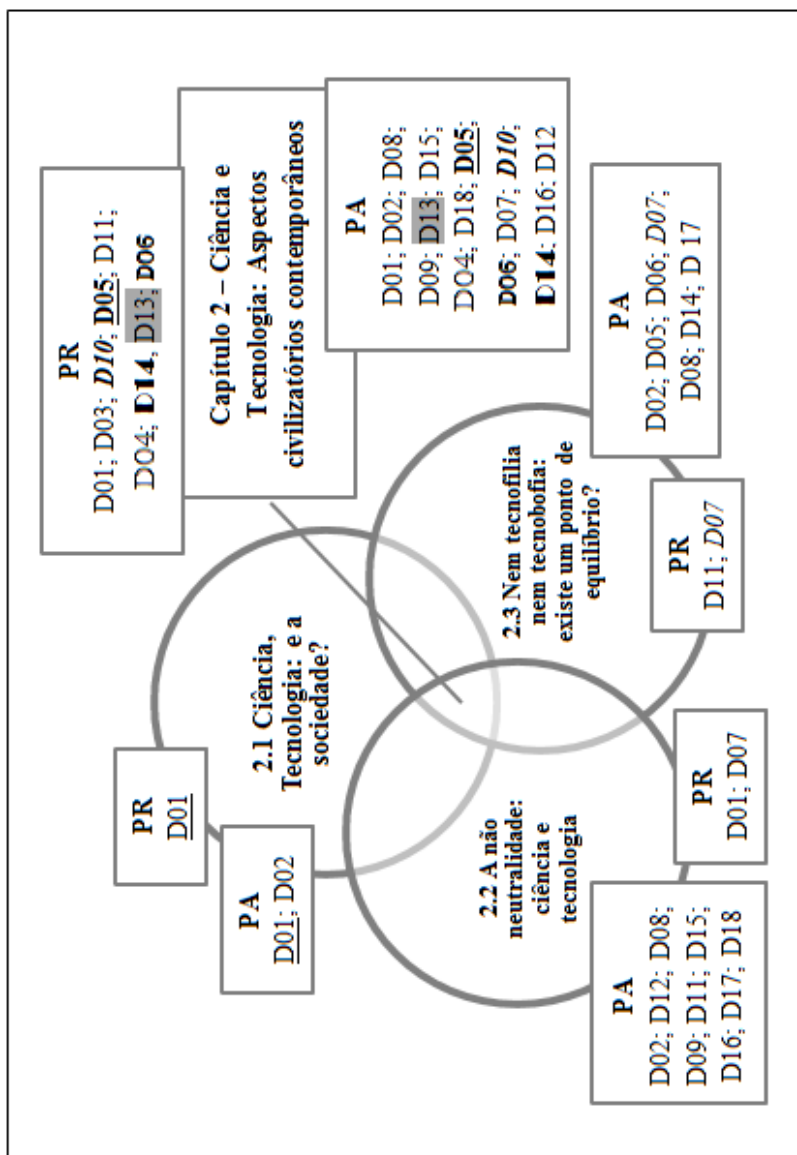 PR
D01; D03; D10; D05; D11;
DO4; D14; D13; D06
Capítulo 2 – Ciência e
Tecnologia: Aspectos
civilizatórios contemporâneos
PA
D01; D02; D08;
D09; D13; D15;
DO4; D18; D05;
D06; D07; D10;
D14; D16; D12
PR
D01
PA
D01; D02
2.1 Ciência,
Tecnologia: e a
sociedade?
2.2 A não
neutralidade:
ciência e
tecnologia
2.3 Nem tecnofilia
nem tecnobofia:
existe um ponto de
equilíbrio?
PA
D02; D12; D08;
D09; D11; D15;
D16; D17; D18
PR
D01; D07
PR
D11; D07
PA
D02; D05; D06; D07;
D08; D14; D 17